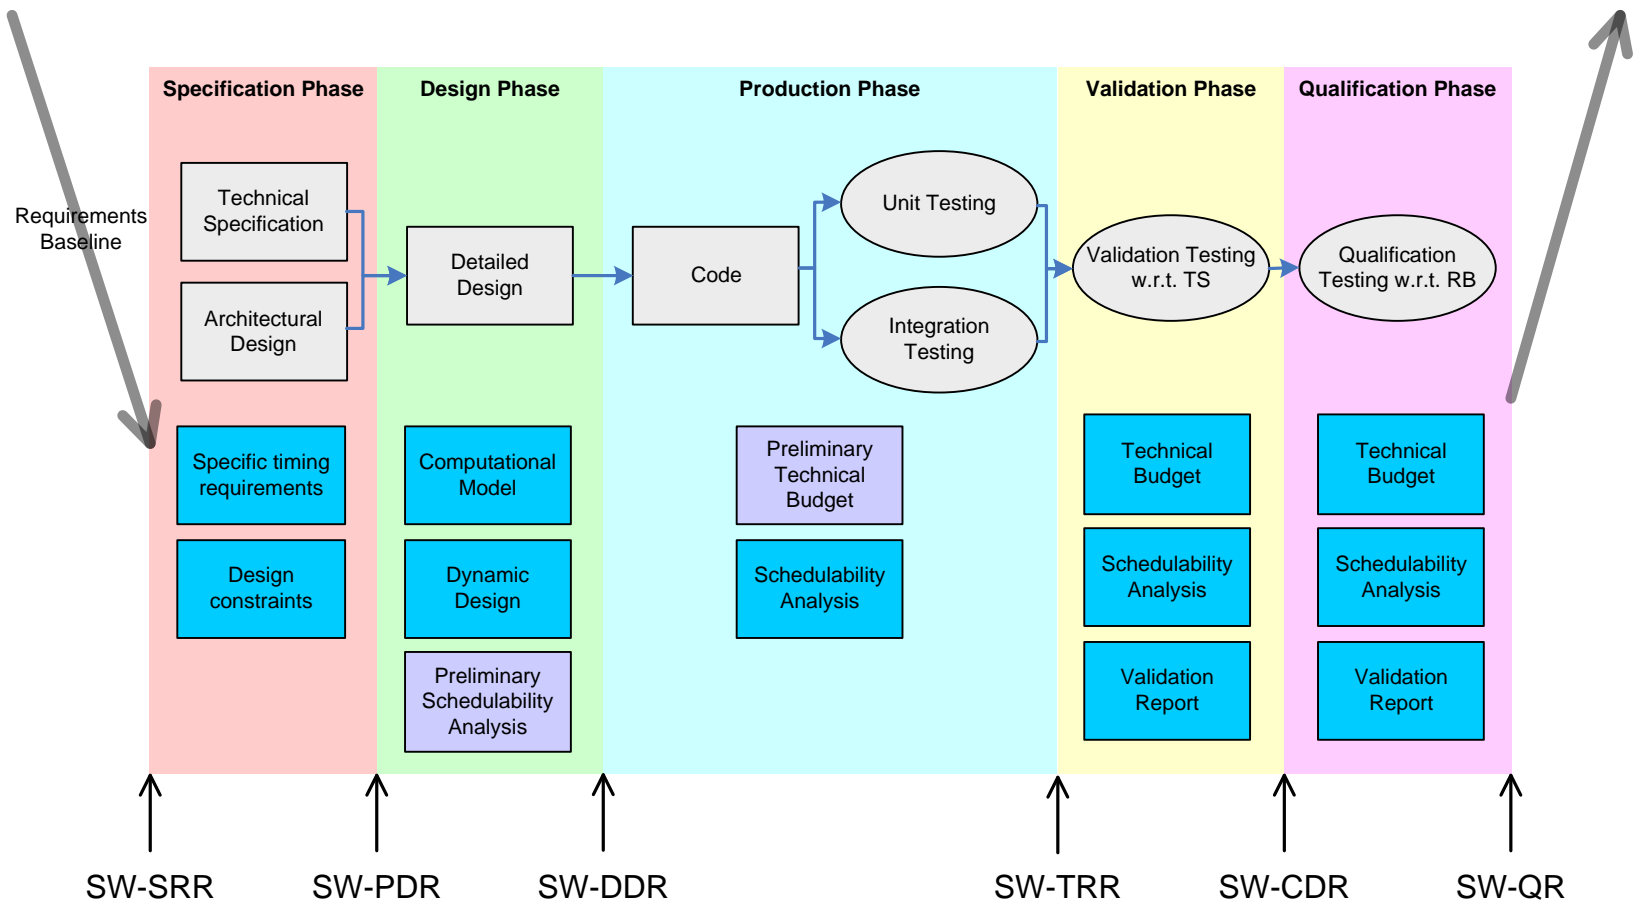 Specification Phase
Design Phase
Production Phase
Validation Phase
Qualification Phase
Requirements
Baseline
Technical
Specification
Architectural
Design
Detailed
Design
Code
Unit Testing
Integration
Testing
Validation Testing
w.r.t. TS
Qualification
Testing w.r.t. RB
Specific timing
requirements
Design
constraints
Computational
Model
Dynamic
Design
Preliminary
Schedulability
Analysis
Preliminary
Technical
Budget
Schedulability
Analysis
Technical
Budget
Schedulability
Analysis
Validation
Report
Technical
Budget
Schedulability
Analysis
Validation
Report
SW-SRR
SW-PDR
SW-DDR
SW-TRR
SW-CDR
SW-QR